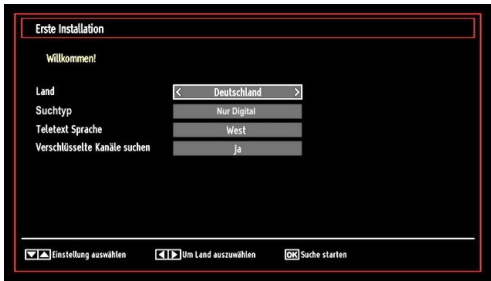 Erste Installation
Willkommen!
Land < Deutschland >
Suchtyp Nur Digital
Teletext Sprache West
Verschlüsselte Kanäle suchen Ja
Einstellung auswählen Um Land auszuwählen OK Suche starten